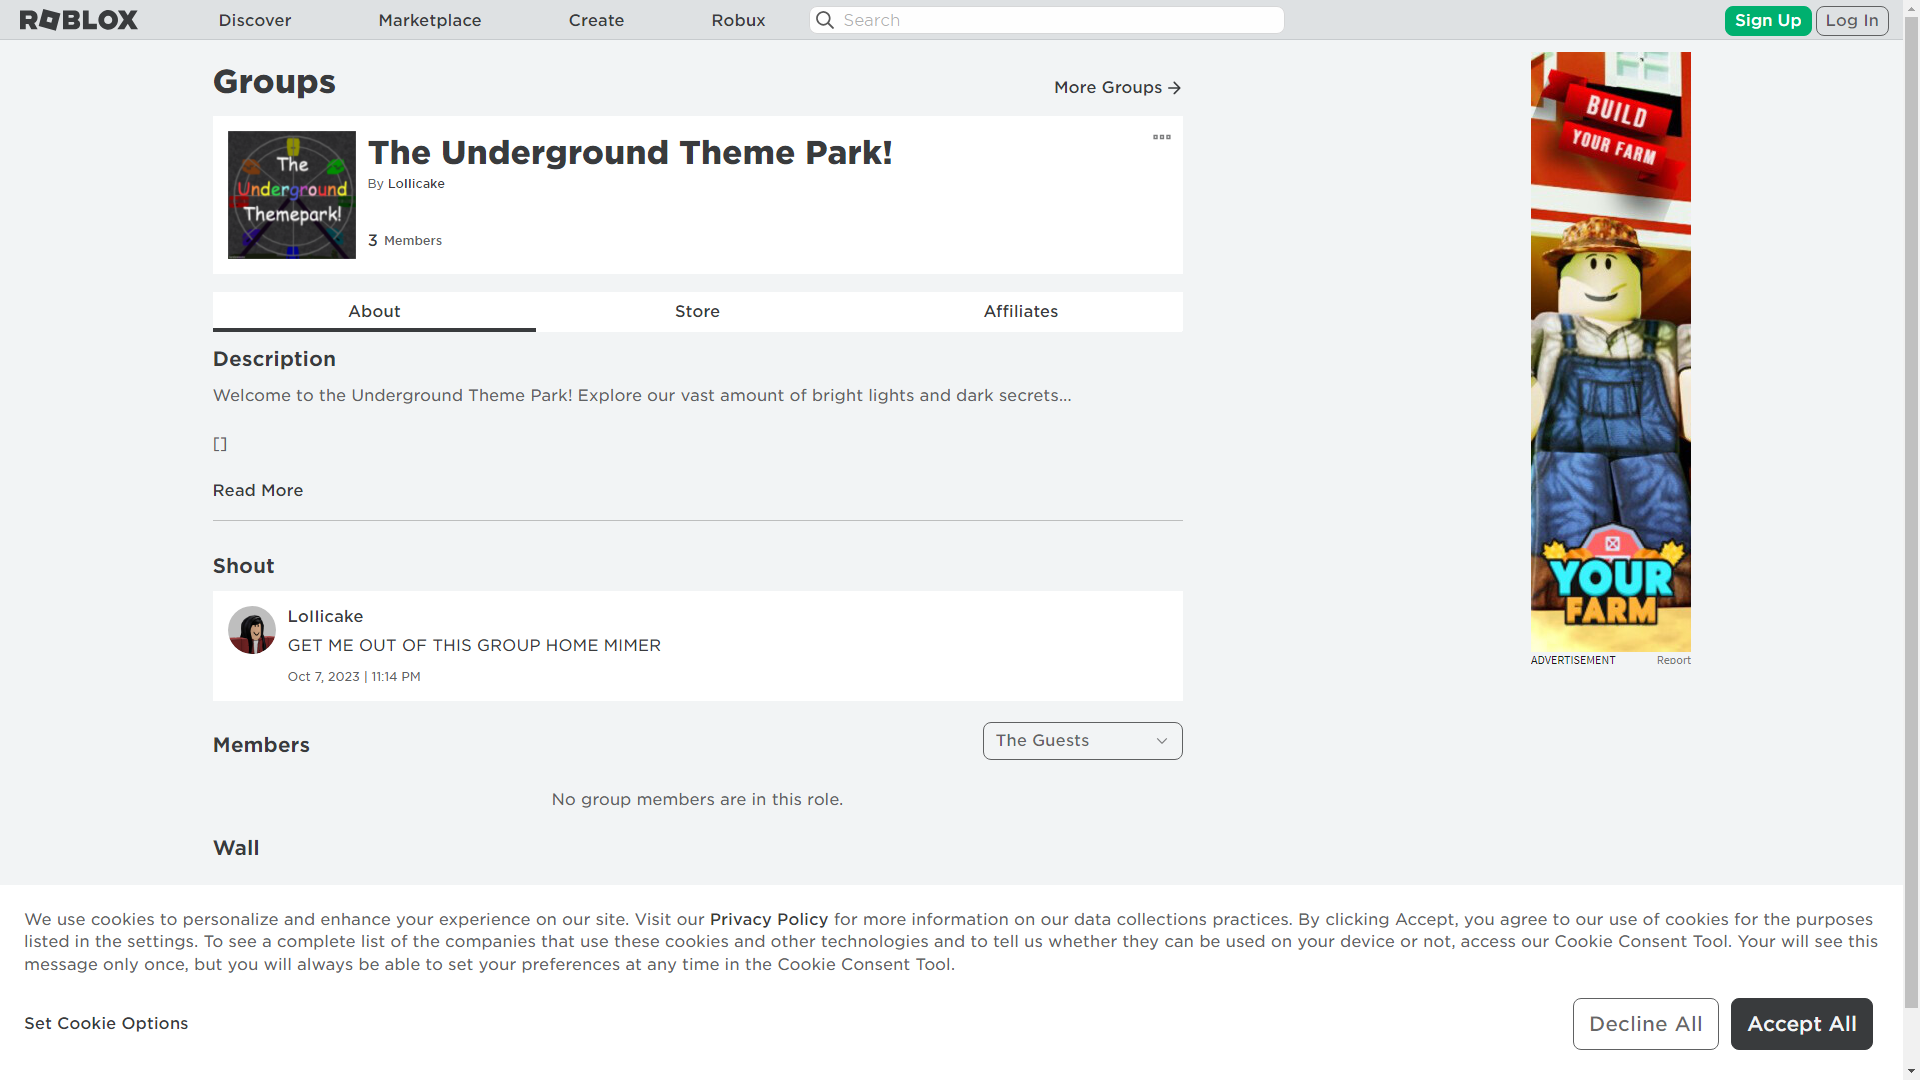 ROBLOX
Discover
Marketplace
Create
Robux
Search
Sign Up
Log In
Groups
More Groups
The
Underground
Themepark!
The Underground Theme Park!
By Lollicake
3 Members
About
Store
Affiliates
Description
Welcome to the Underground Theme Park! Explore our vast amount of bright lights and dark secrets...
[]
Read More
Shout
Lollicake
GET ME OUT OF THIS GROUP HOME MIMER
Oct 7, 2023 | 11:14 PM
Members
The Guests
No group members are in this role.
Wall
BUILD
YOUR FARM
YOUR
FARM
ADVERTISEMENT
Report
We use cookies to personalize and enhance your experience on our site. Visit our Privacy Policy for more information on our data collections practices. By clicking Accept, you agree to our use of cookies for the purposes
listed in the settings. To see a complete list of the companies that use these cookies and other technologies and to tell us whether they can be used on your device or not, access our Cookie Consent Tool. Your will see this
message only once, but you will always be able to set your preferences at any time in the Cookie Consent Tool.
Set Cookie Options
Decline All
Accept All